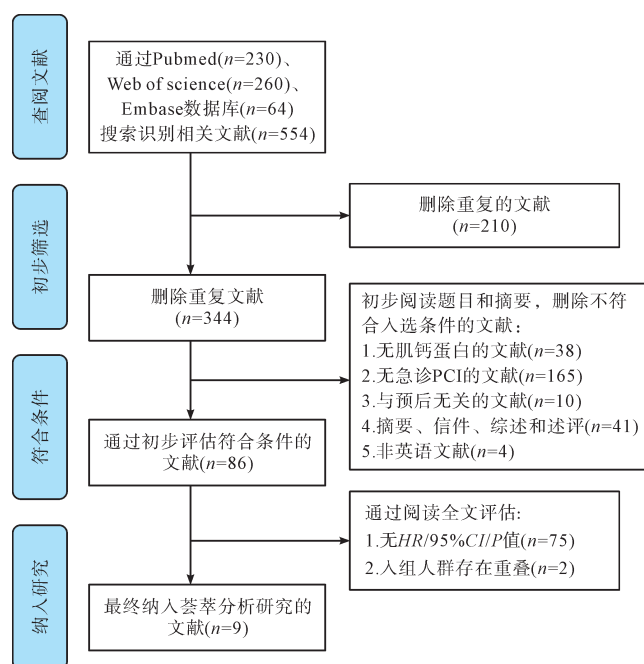 查阅文献
通过Pubmed(n=230)、
Web of science(n=260)、
Embase数据库(n=64)
搜索识别相关文献(n=554)
初步筛选
删除重复的文献
(n=210)
删除重复文献
(n=344)
初步阅读题目和摘要，删除不符
合入选条件的文献：
1.无肌钙蛋白的文献(n=38)
2.无急诊PCI的文献(n=165)
3.与预后无关的文献(n=10)
4.摘要、信件、综述和述评(n=41)
5.非英语文献(n=4)
符合条件
通过初步评估符合条件的
文献(n=86)
通过阅读全文评估:
1.无HR/95%CI/P值(n=75)
2.入组人群存在重叠(n=2)
纳入研究
最终纳入荟萃分析研究的
文献(n=9)